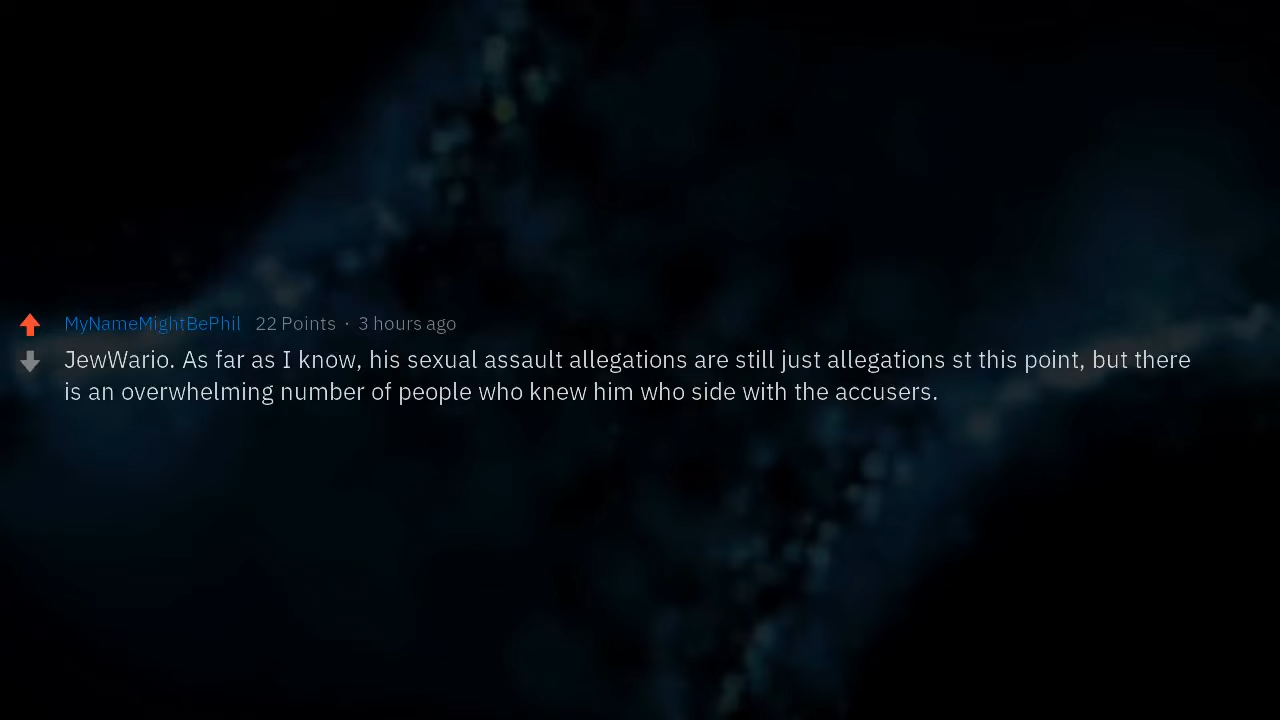 MyNameMightBePhil 22 Points · 3 hours ago
JewWario. As far as I know, his sexual assault allegations are still just allegations st this point, but there
is an overwhelming number of people who knew him who side with the accusers.